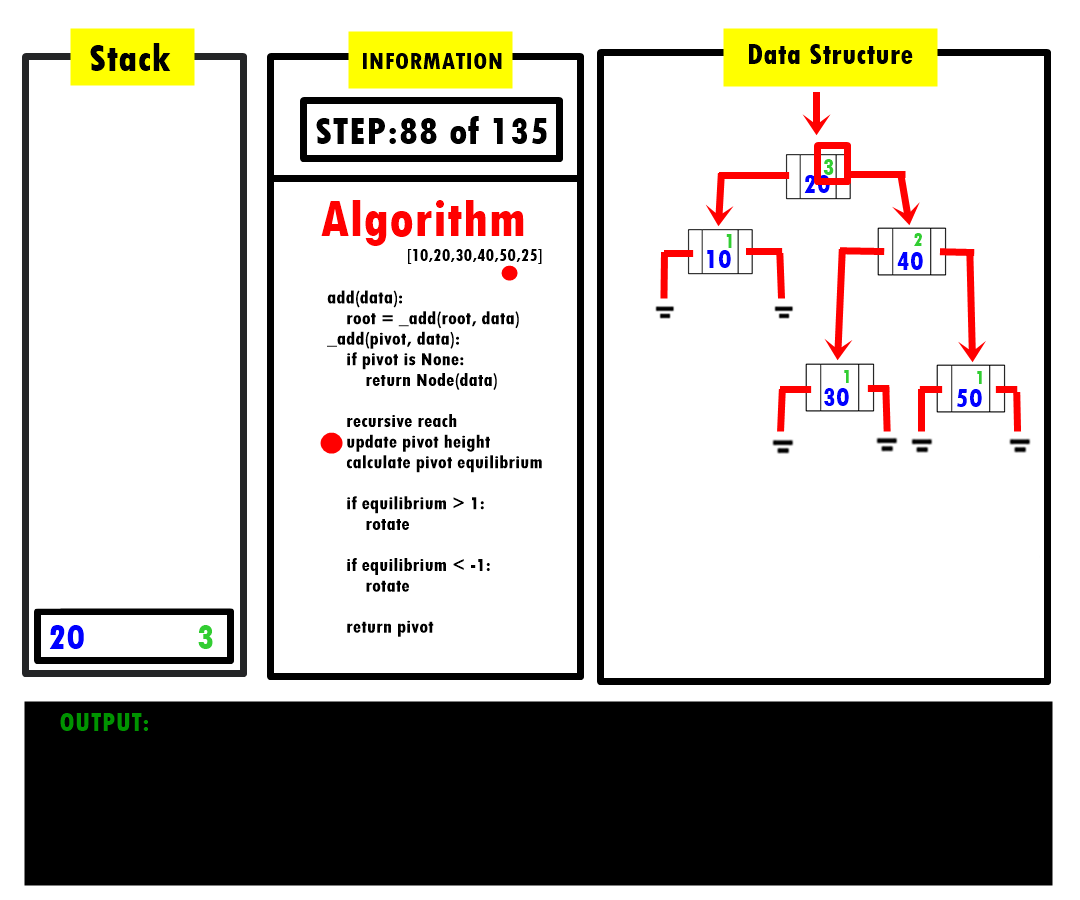 Stack
20 3
INFORMATION
STEP:88 of 135
Algorithm
[10,20,30,40,50,25]
add(data):
root = _add(root, data)
_add(pivot, data):
if pivot is None:
return Node(data)
recursive reach
update pivot height
calculate pivot equilibrium
if equilibrium > 1:
rotate
if equilibrium < -1:
rotate
return pivot
Data Structure
3
20
1
10
2
40
1
30
1
50
OUTPUT: